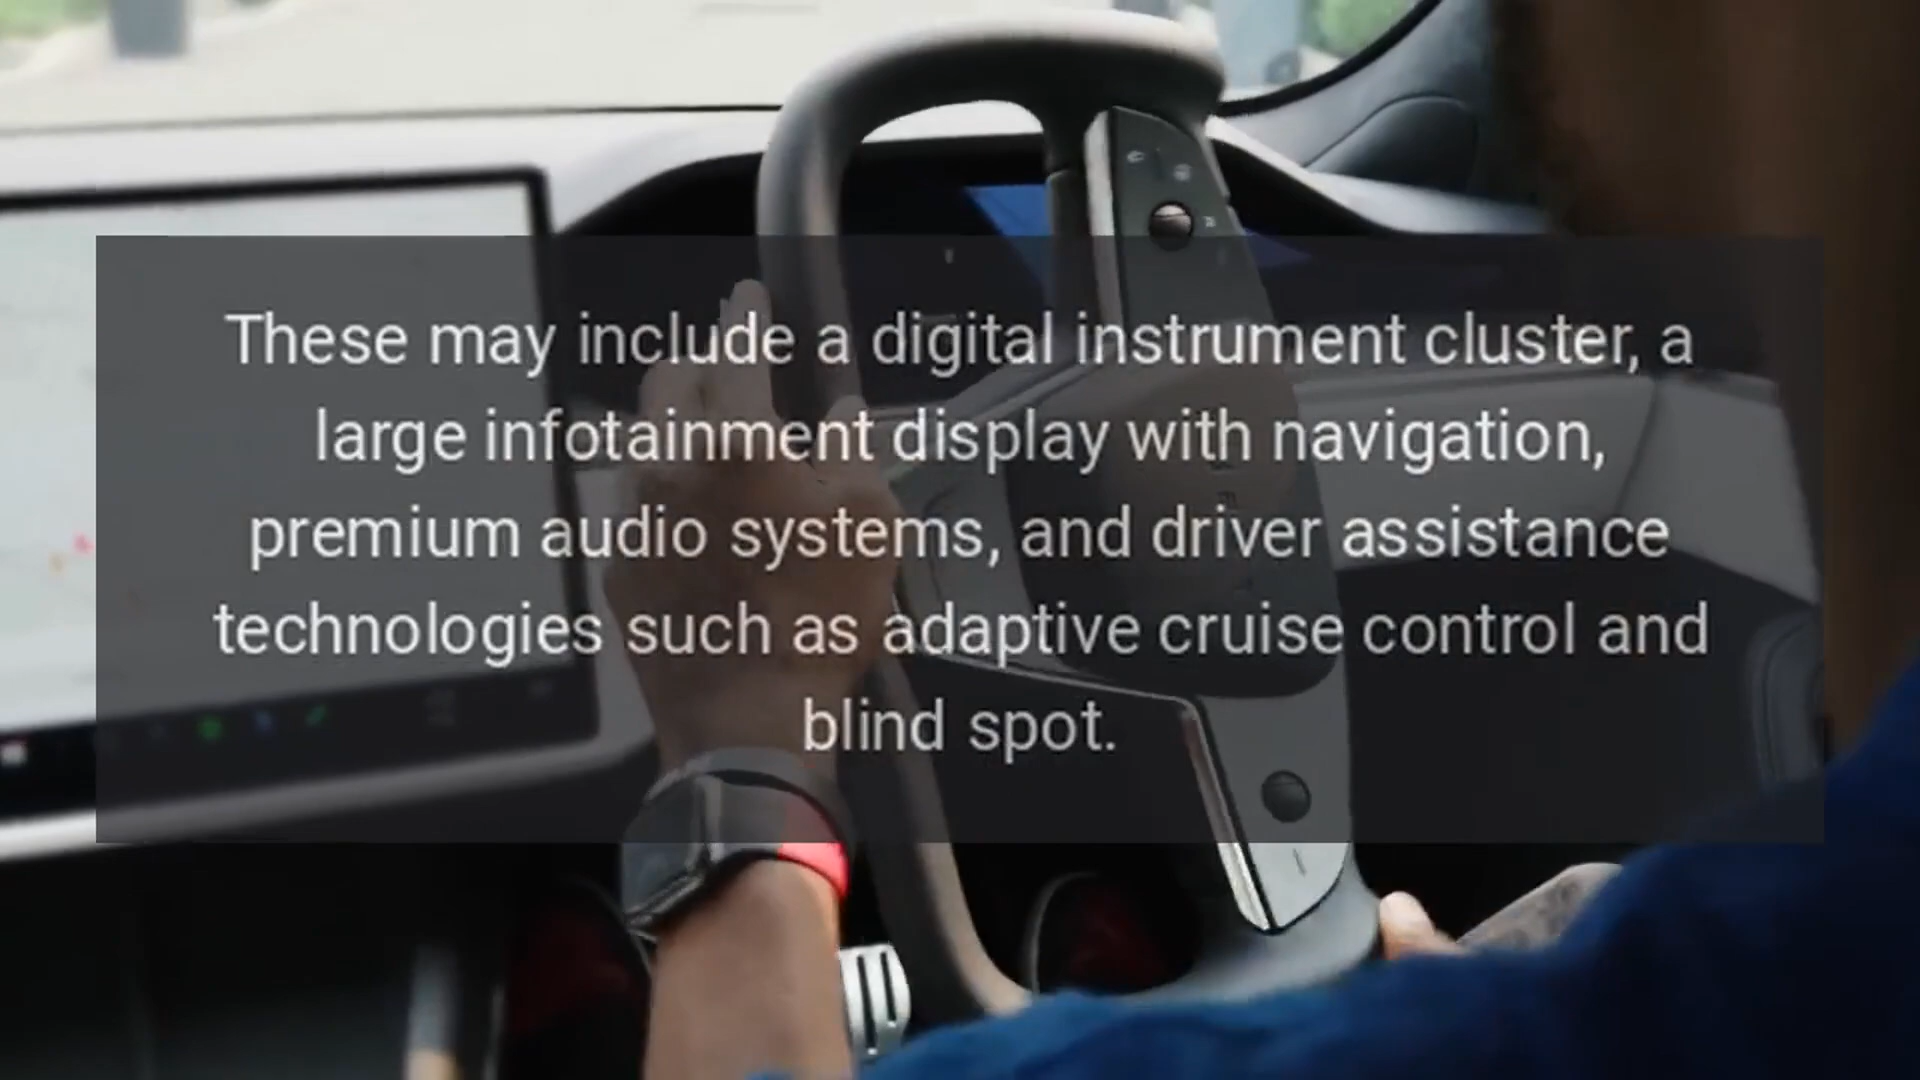 These may include a digital instrument cluster, a
large infotainment display with navigation,
premium audio systems, and driver assistance
technologies such as adaptive cruise control and
blind spot.